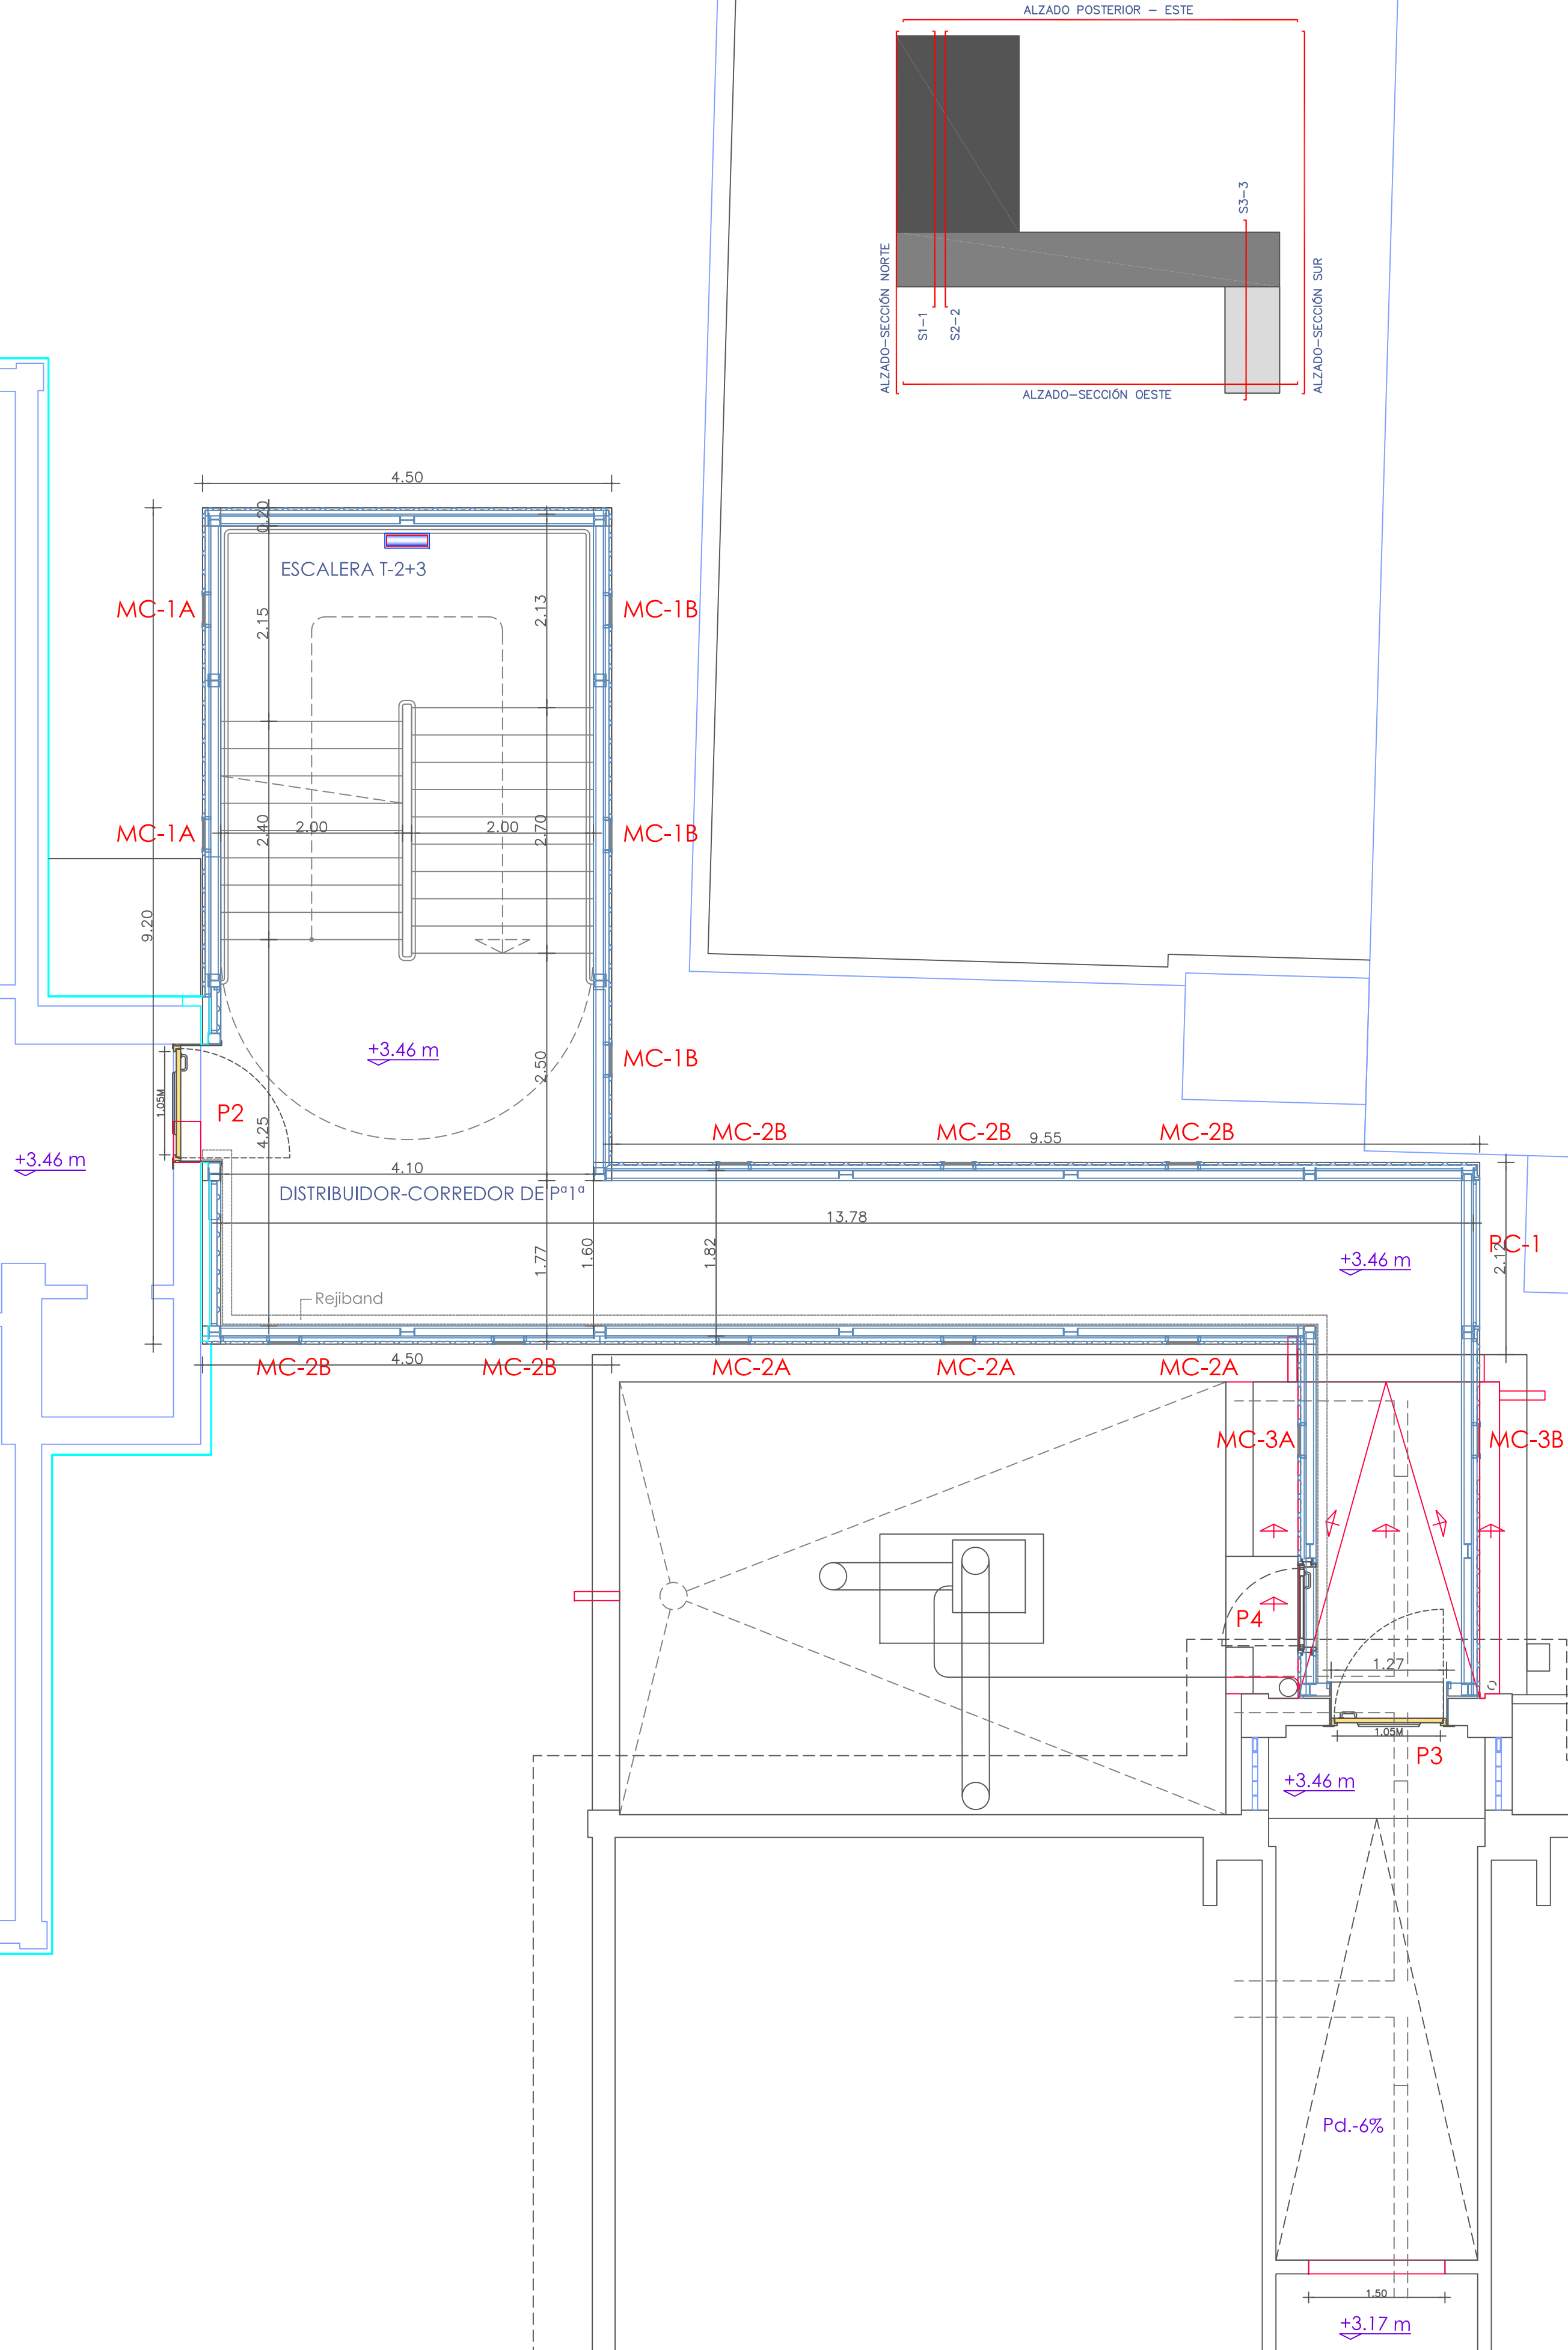 ALZADO POSTERIOR – ESTE
S3–3
ALZADO–SECCIÓN NORTE
ALZADO–SECCIÓN SUR
S1–1
S2–2
ALZADO–SECCIÓN OESTE
4.50
0.20
ESCALERA T-2+3
MC-1A
2.15
2.13
MC-1B
MC-1A
2.40
2.00
2.00
2.70
MC-1B
9.20
+3.46 m
2.50
MC-1B
1.05M
P2
4.25
MC-2B
MC-2B
9.55
MC-2B
+3.46 m
4.10
DISTRIBUIDOR-CORREDOR DE Pª1ª
13.78
1.77
1.60
1.82
+3.46 m
PC-1
2.12
Rejiband
MC-2B
4.50
MC-2B
MC-2A
MC-2A
MC-2A
MC-3A
MC-3B
P4
1.27
1.05M
P3
+3.46 m
Pd.-6%
1.50
+3.17 m